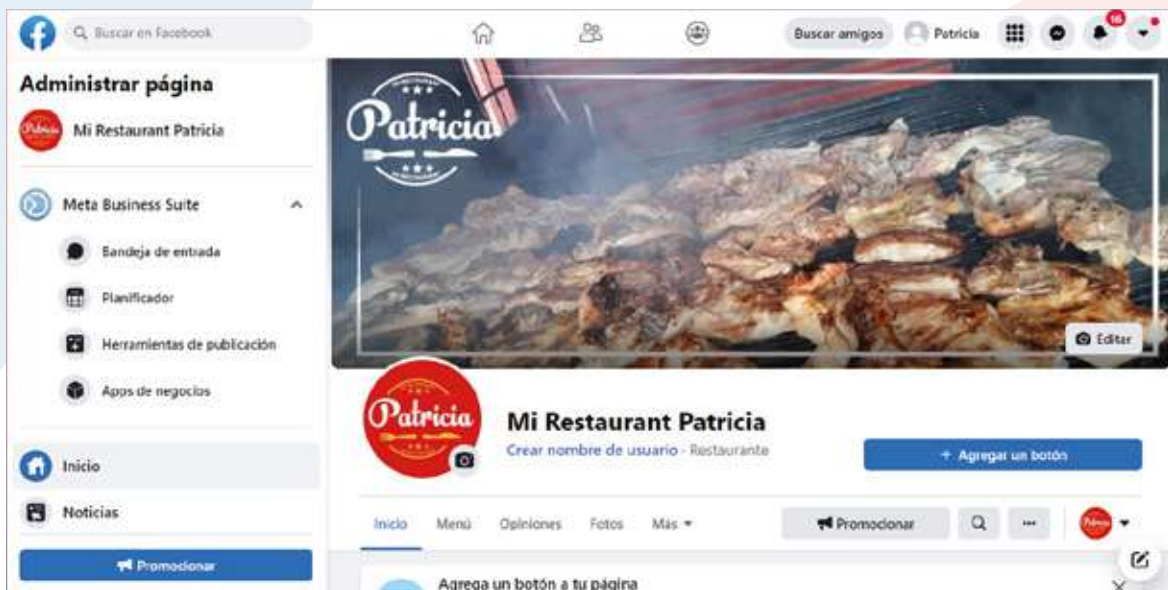 Buscar en Facebook
Buscar amigos
Patricia
16
Administrar página
Mi Restaurant Patricia
Meta Business Suite
Bandeja de entrada
Planificador
Herramientas de publicación
Apps de negocios
Inicio
Noticias
Promocionar
Patricia
Editar
Patricia
Mi Restaurant Patricia
Crear nombre de usuario · Restaurante
+ Agregar un botón
Inicio
Menú
Opiniones
Fotos
Más
Promocionar
Agrega un botón a tu página